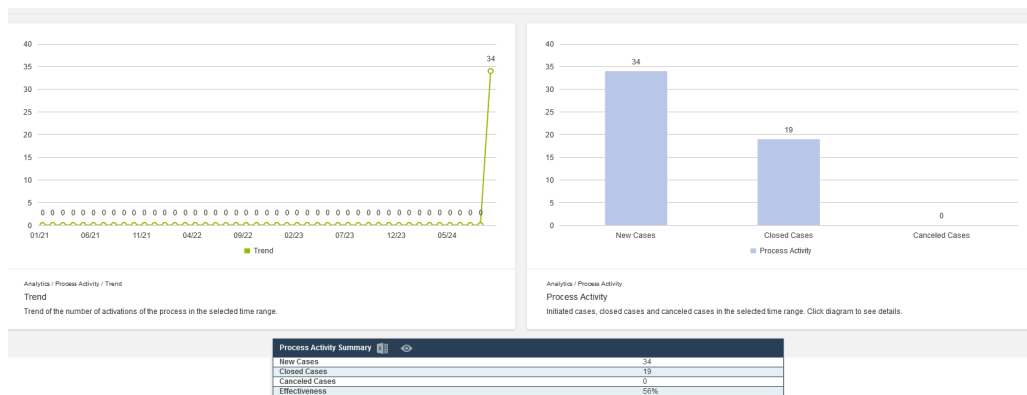 40
35
30
25
20
15
10
5
0
34
0 0 0 0 0 0 0 0 0 0 0 0 0 0 0 0 0 0 0 0 0 0 0 0 0 0 0 0 0 0 0 0 0 0 0 0 0 0 0 0 0 0 0 0
01/21 06/21 11/21 04/22 09/22 02/23 07/23 12/23 05/24
Trend
Analytics / Process Activity / Trend
Trend
Trend of the number of activations of the process in the selected time range.
40
35
30
25
20
15
10
5
0
34
19
0
New Cases Closed Cases Canceled Cases
Process Activity
Analytics / Process Activity
Process Activity
Initiated cases, closed cases and canceled cases in the selected time range. Click diagram to see details.
Process Activity Summary
New Cases 34
Closed Cases 19
Canceled Cases 0
Effectiveness 56%